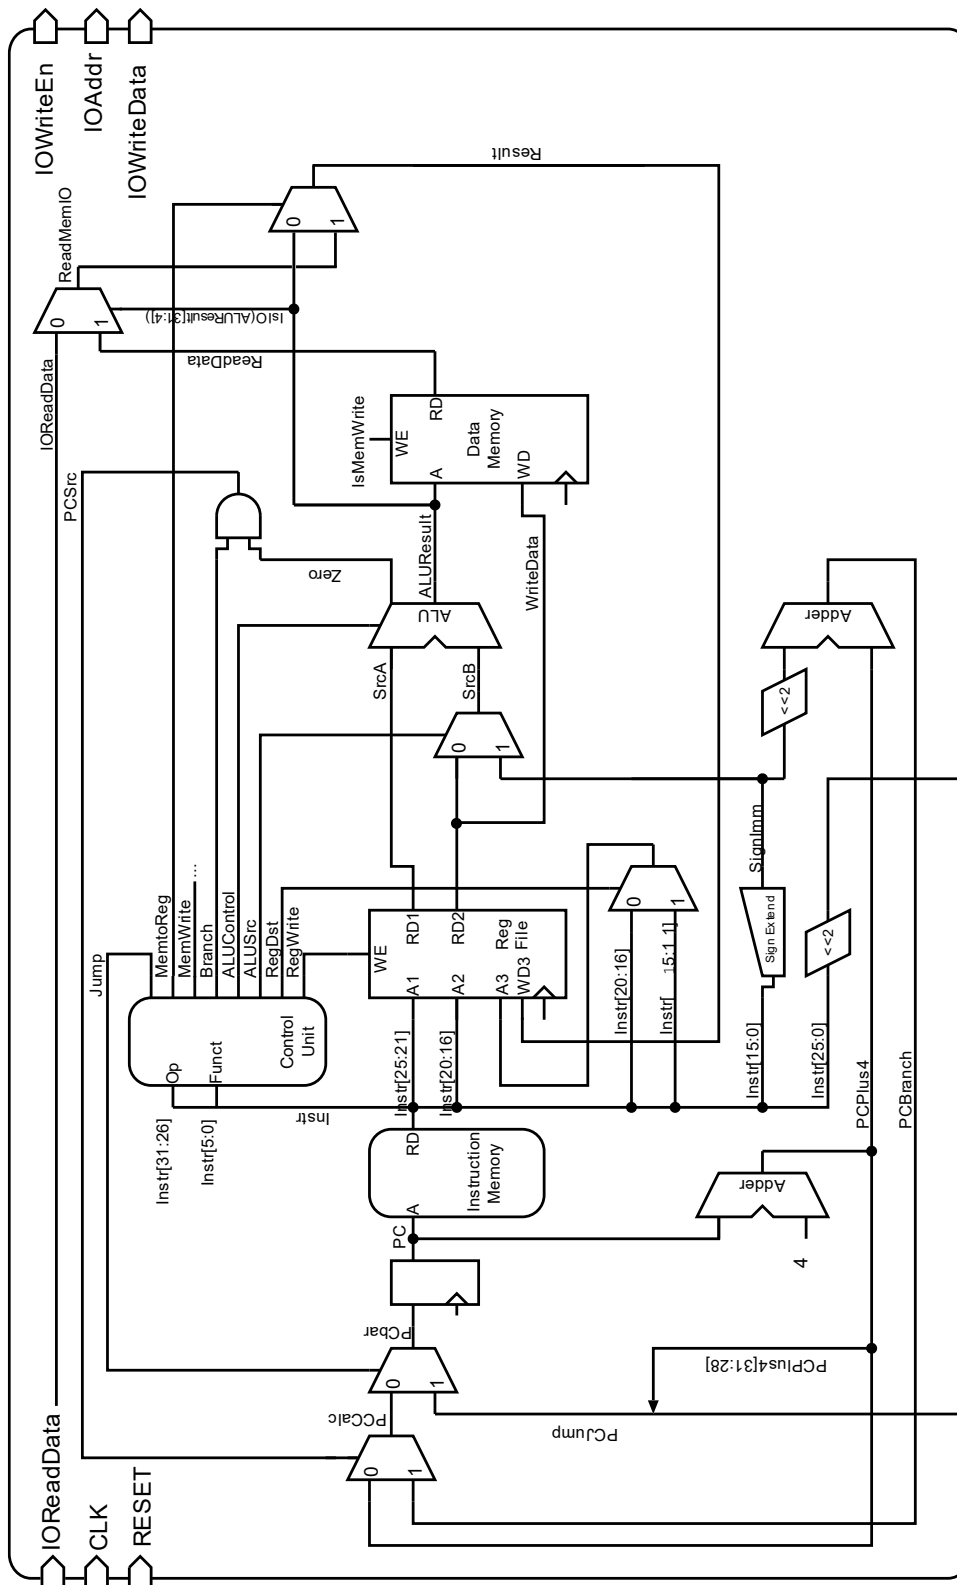 IOReadData
CLK
RESET
IOWriteEn
IOAddr
IOWriteData
Jump
PCSrc
IOReadData
ReadMemIO
0
1
IsIO(ALUResult[31:4])
ReadData
MemtoReg
MemWrite
...
Branch
ALUControl
ALUSrc
RegDst
RegWrite
Op
Funct
Control
Unit
Instr[31:26]
Instr[5:0]
Instr
Zero
0
1
Result
IsMemWrite
WE
A
RD
Data
Memory
WD
ALUResult
WriteData
ALU
SrcA
SrcB
0
1
WE
A1
RD1
A2
RD2
A3
Reg
WD3 File
Instr[25:21]
Instr[20:16]
Instr[20:16]
Instr[ 15:1 1]
0
1
PC
A
RD
Instruction
Memory
PCbar
0
1
PCCalc
0
1
PCJump
PCPlus4[31:28]
4
Adder
Instr[15:0]
Sign Extend
SignImm
<<2
Adder
Instr[25:0]
<<2
PCPlus4
PCBranch